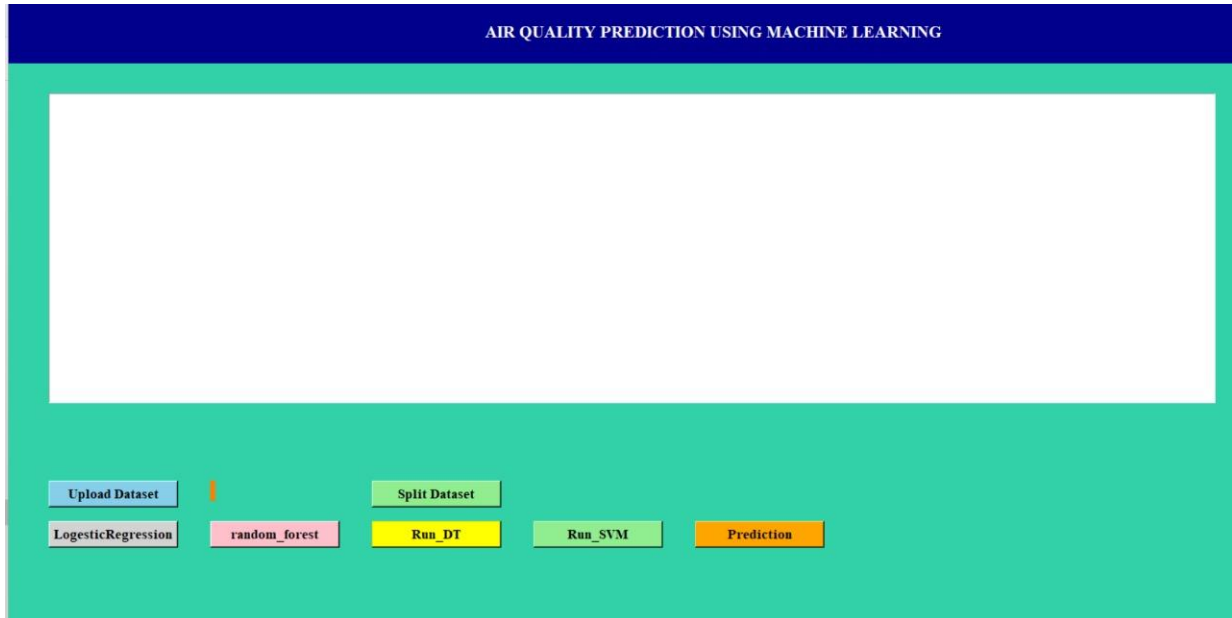 AIR QUALITY PREDICTION USING MACHINE LEARNING
Upload Dataset
Split Dataset
LogesticRegression
random_forest
Run_DT
Run_SVM
Prediction